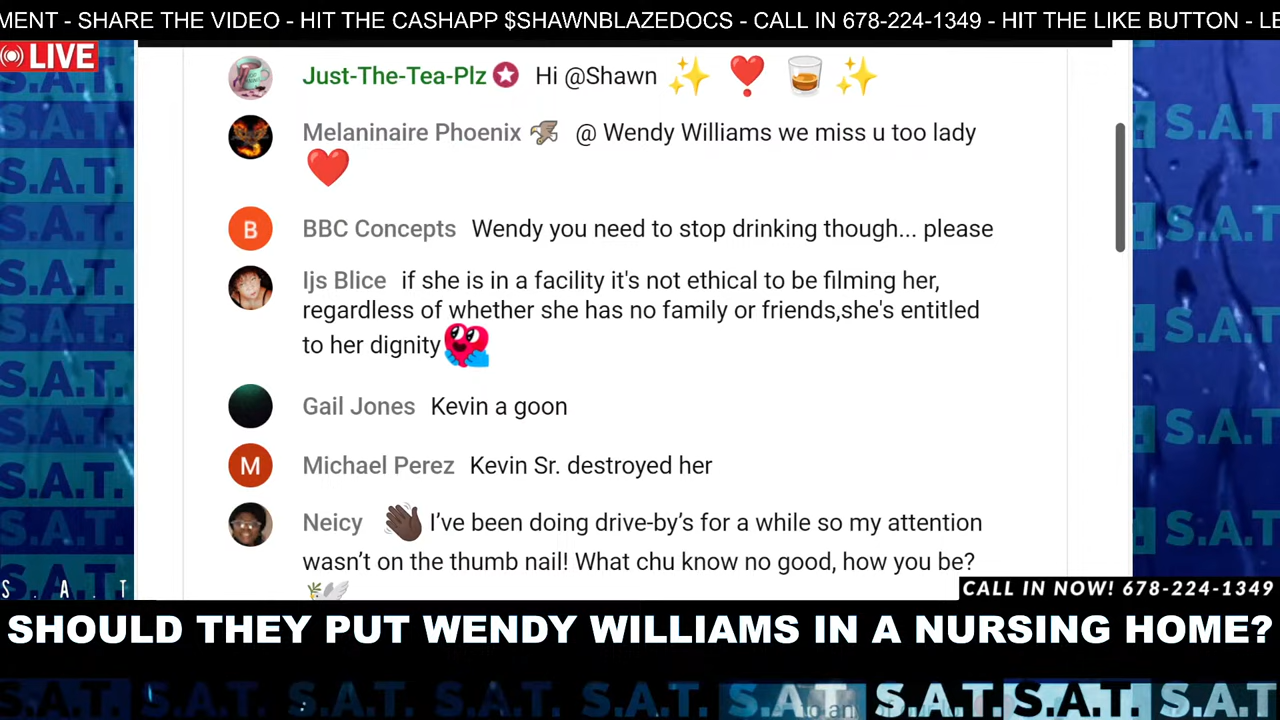 MENT - SHARE THE VIDEO - HIT THE CASHAPP $SHAWNBLAZEDOCS - CALL IN 678-224-1349 - HIT THE LIKE BUTTON - LE
LIVE
Just-The-Tea-Plz Hi @Shawn ✨ ❣️ 🥃 ✨
Melaninaire Phoenix @ Wendy Williams we miss u too lady
❤️
B BBC Concepts Wendy you need to stop drinking though... please
Ijs Blice if she is in a facility it's not ethical to be filming her,
regardless of whether she has no family or friends,she's entitled
to her dignity
Gail Jones Kevin a goon
M Michael Perez Kevin Sr. destroyed her
Neicy 👋🏿 I’ve been doing drive-by’s for a while so my attention
wasn’t on the thumb nail! What chu know no good, how you be?
S.A.T.
S.A.T.
S.A.T.
S.A.T.
S.A.T.
S.A.T.
S.A.T
S.A.T
S.A.T
S.A.T
S.A.T
S . A . T
CALL IN NOW! 678-224-1349
SHOULD THEY PUT WENDY WILLIAMS IN A NURSING HOME?
S.A.T. S.A.T. S.A.T. S.A.T. S.A.T. S.A.T. S.A.T. S.A.T. S.A.T